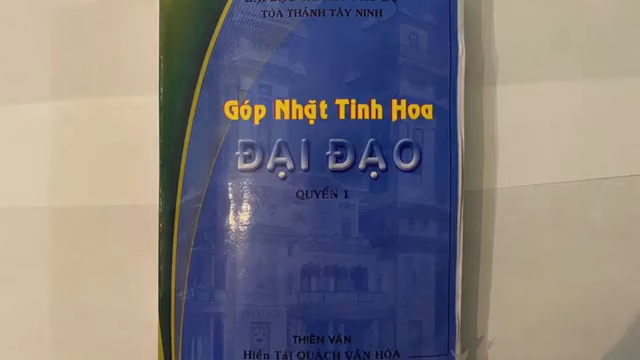 TÒA THÁNH TÂY NINH
Góp Nhặt Tinh Hoa
ĐẠI ĐẠO
QUYỂN 1
THIÊN VÂN
Hiền Tài QUÁCH VĂN HÒA